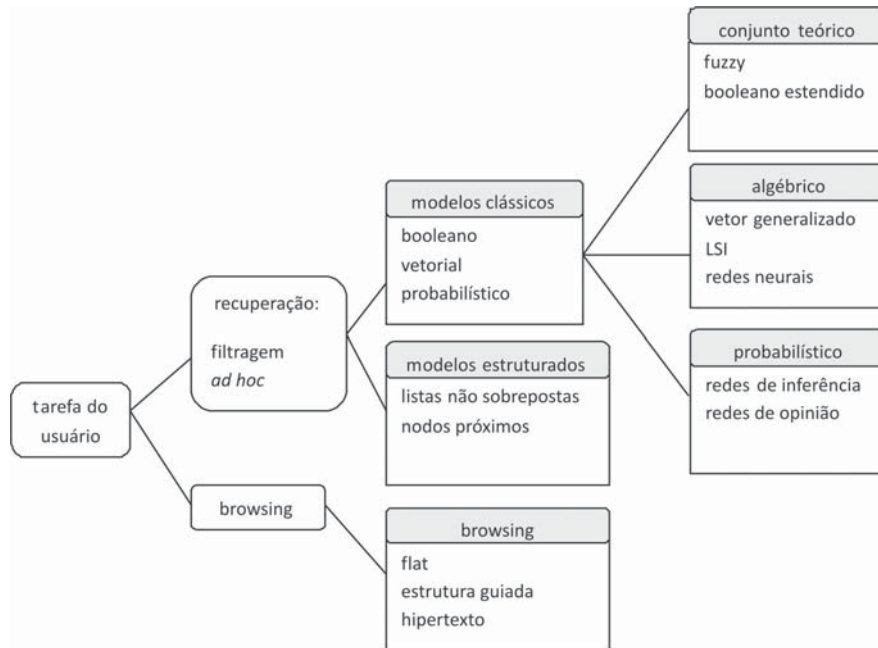 tarefa do
usuário
recuperação:
filtragem
ad hoc
browsing
modelos clássicos
booleano
vetorial
probabilístico
modelos estruturados
listas não sobrepostas
nodos próximos
browsing
flat
estrutura guiada
hipertexto
conjunto teórico
fuzzy
booleano estendido
algébrico
vetor generalizado
LSI
redes neurais
probabilístico
redes de inferência
redes de opinião